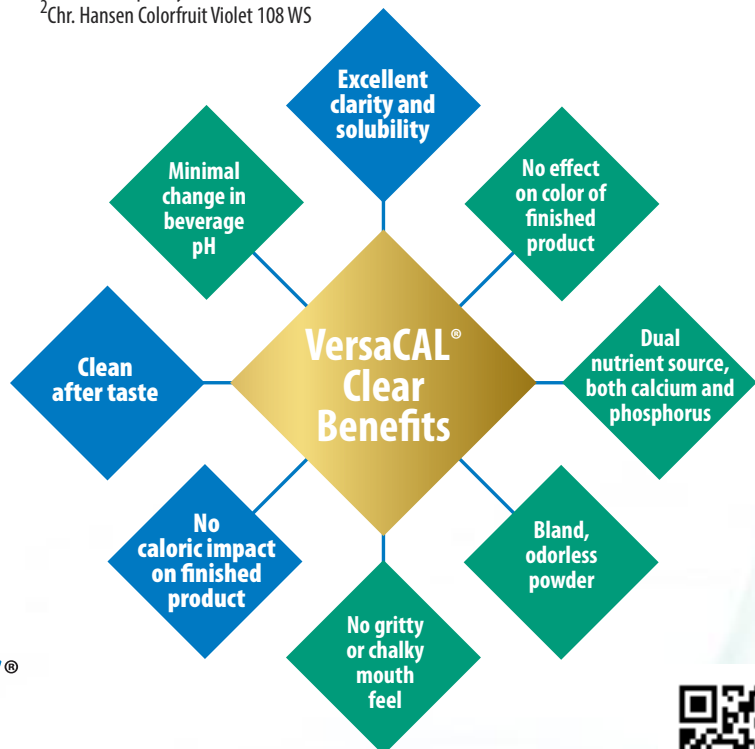 ²Chr. Hansen Colorfruit Violet 108 WS
Excellent
clarity and
solubility
Minimal
change in
beverage
pH
No effect
on color of
finished
product
Clean
after taste
VersaCAL®
Clear
Benefits
Dual
nutrient source,
both calcium and
phosphorus
No
caloric impact
on finished
product
Bland,
odorless
powder
No gritty
or chalky
mouth
feel
®